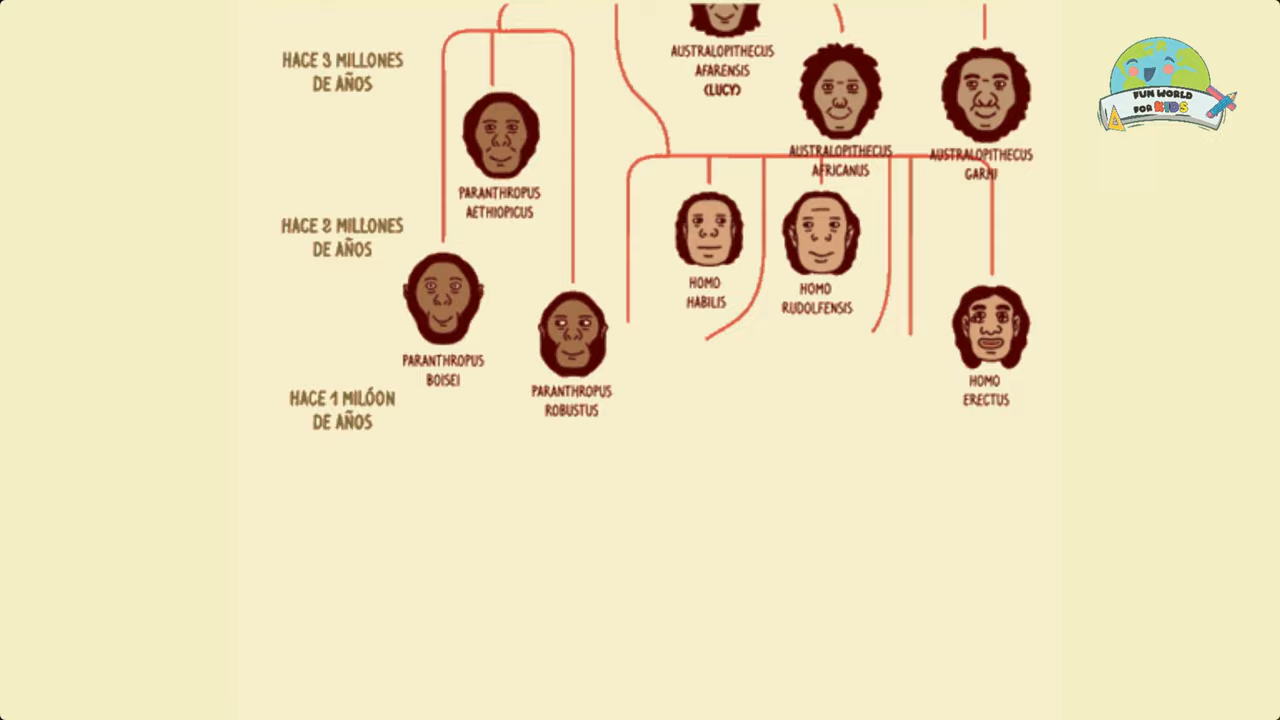 HACE 3 MILLONES
DE AÑOS
AUSTRALOPITHECUS
AFARENSIS
(LUCY)
AUSTRALOPITHECUS
AFRICANUS
AUSTRALOPITHECUS
GARHI
PARANTHROPUS
AETHIOPICUS
HACE 2 MILLONES
DE AÑOS
HOMO
HABILIS
HOMO
RUDOLFENSIS
PARANTHROPUS
BOISEI
PARANTHROPUS
ROBUSTUS
HOMO
ERECTUS
HACE 1 MILÓON
DE AÑOS
FUN WORLD
FOR KIDS